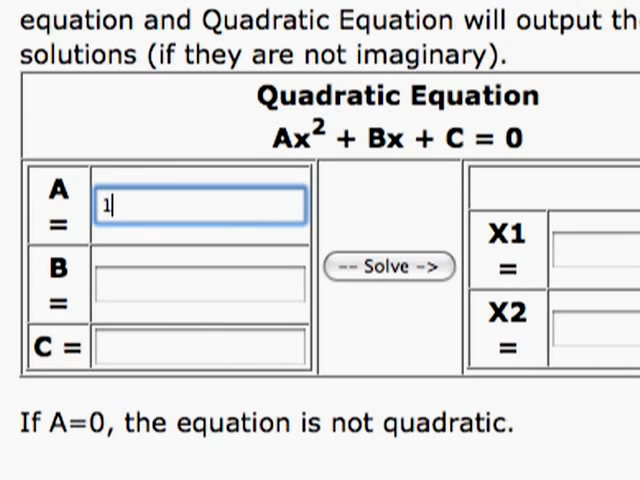 equation and Quadratic Equation will output th
solutions (if they are not imaginary).
Quadratic Equation
Ax² + Bx + C = 0
A = 1
B =
C =
-- Solve ->
X1 =
X2 =
If A=0, the equation is not quadratic.